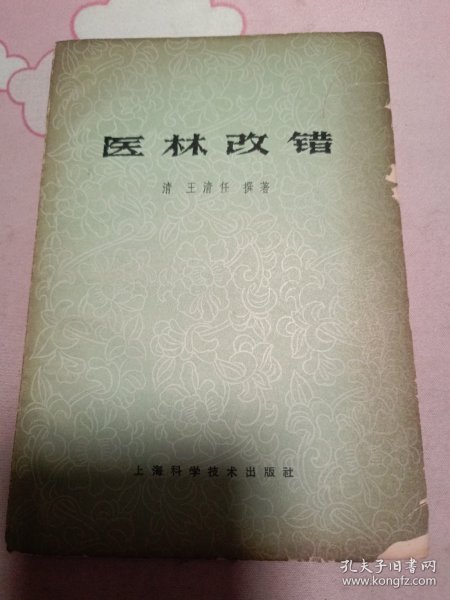 医林改错
清 王清任 撰著
上海科学技术出版社
孔夫子旧书网
www.kongfz.com